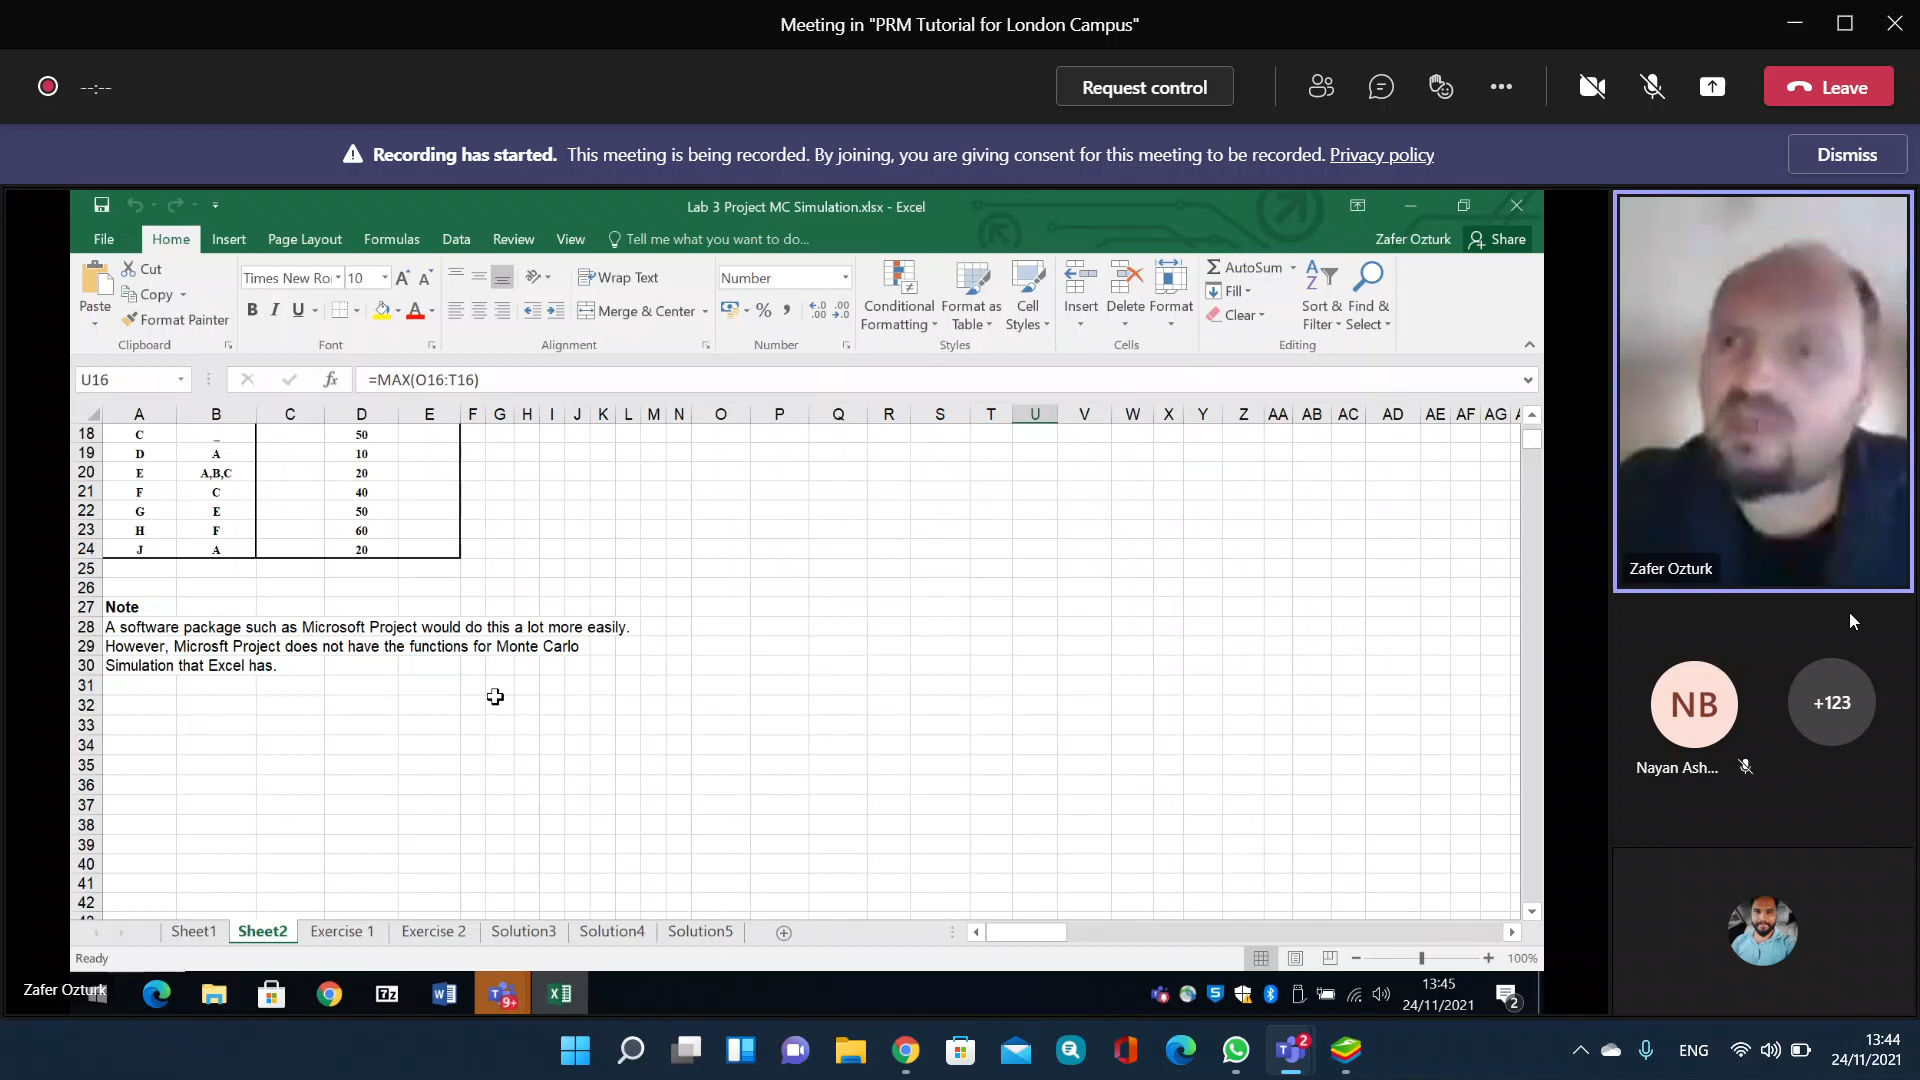 Meeting in "PRM Tutorial for London Campus"
--:--
Request control
Leave
Recording has started. This meeting is being recorded. By joining, you are giving consent for this meeting to be recorded. Privacy policy
Dismiss
Lab 3 Project MC Simulation.xlsx - Excel
File Home Insert Page Layout Formulas Data Review View Tell me what you want to do... Zafer Ozturk Share
Paste
Cut
Copy
Format Painter
Clipboard
Times New Ro 10
B I U
Font
Wrap Text
Merge & Center
Alignment
Number
%
Number
Conditional Formatting
Format as Table
Cell Styles
Styles
Insert Delete Format
Cells
AutoSum
Fill
Clear
Sort & Filter
Find & Select
Editing
U16 fx =MAX(O16:T16)
A B C D E F G H I J K L M N O P Q R S T U V W X Y Z AA AB AC AD AE AF AG
18 C _ 50
19 D A 10
20 E A,B,C 20
21 F C 40
22 G E 50
23 H F 60
24 J A 20
25
26
27 Note
28 A software package such as Microsoft Project would do this a lot more easily.
29 However, Microsft Project does not have the functions for Monte Carlo
30 Simulation that Excel has.
31
32
33
34
35
36
37
38
39
40
41
42
Sheet1 Sheet2 Exercise 1 Exercise 2 Solution3 Solution4 Solution5
Ready
100%
Zafer Ozturk
7z
9+
13:45
24/11/2021
2
Zafer Ozturk
NB
+123
Nayan Ash...
2
ENG
13:44
24/11/2021